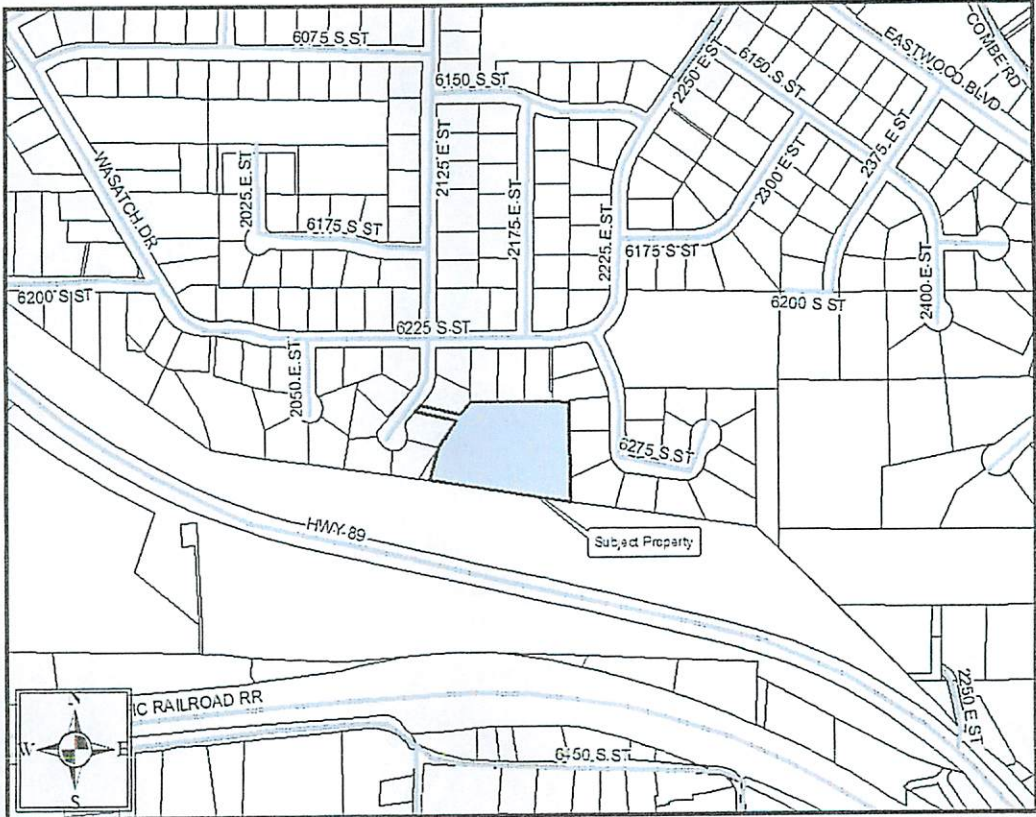 COMBE RD
EASTWOOD BLVD
6075 S ST
6150 S ST
2250 E ST
6150 S ST
2375 E ST
2300 E ST
2125 E ST
2175 E ST
2225 E ST
WASATCH DR
2025 E ST
6175 S ST
6175 S ST
2400 E ST
6200 S ST
6200 S ST
6225 S ST
2050 E ST
6275 S ST
HWY-89
Subject Property
2250 E ST
IC RAILROAD RR
6450 S ST
N
W E
S